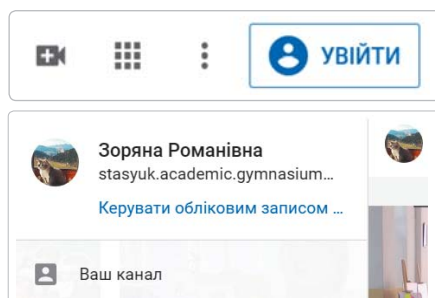 УВІЙТИ
Зоряна Романівна
stasyuk.academic.gymnasium...
Керувати обліковим записом ...
Ваш канал